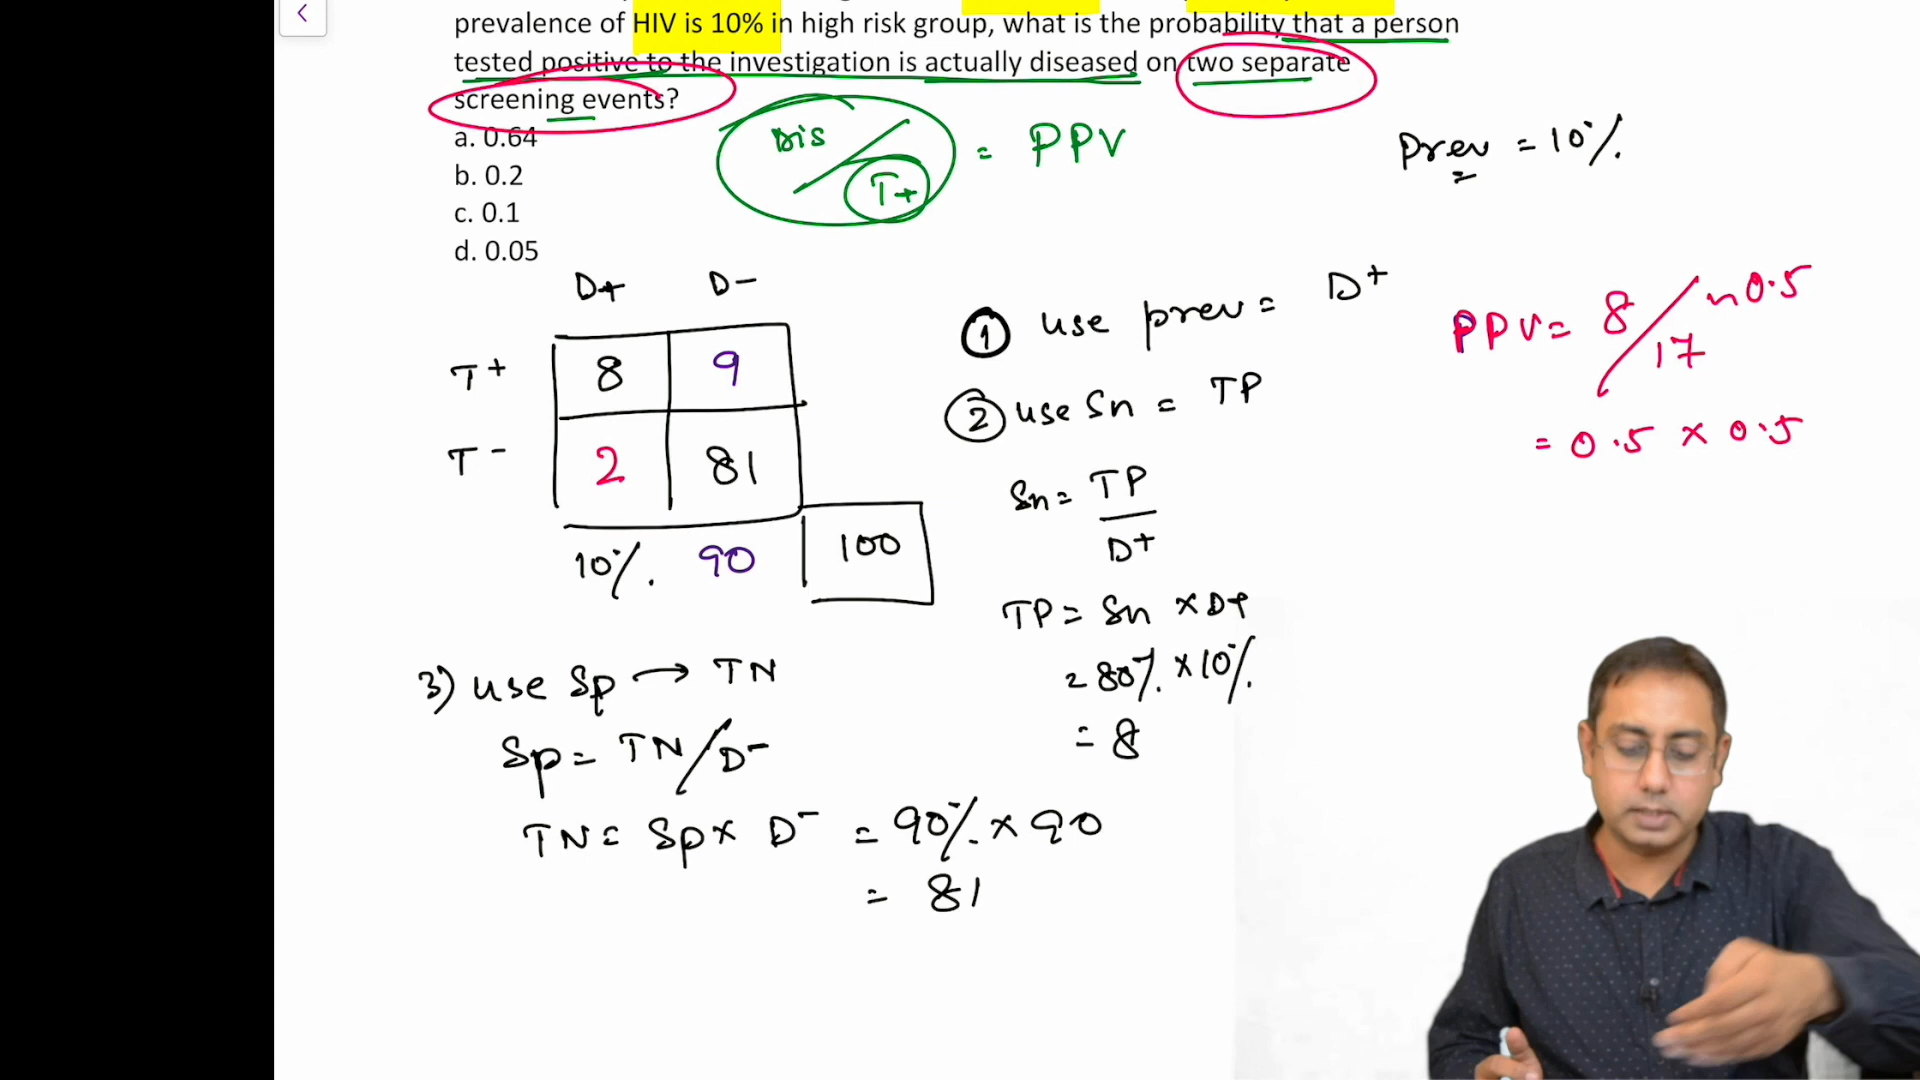 prevalence of HIV is 10% in high risk group, what is the probability that a person
tested positive to the investigation is actually diseased on two separate
screening events?
a. 0.64
b. 0.2
c. 0.1
d. 0.05
Dis / T+ = PPV
Prev = 10%
D+ D-
T+ 8 9
T- 2 81
10%. 90 100
① use prev = D+
② use Sn = TP
Sn = TP / D+
TP = Sn x D+
= 80% x 10%
= 8
PPV = 8/17 ~ 0.5
= 0.5 x 0.5
3) use Sp → TN
Sp = TN/D-
TN = Sp x D- = 90% x 90
= 81